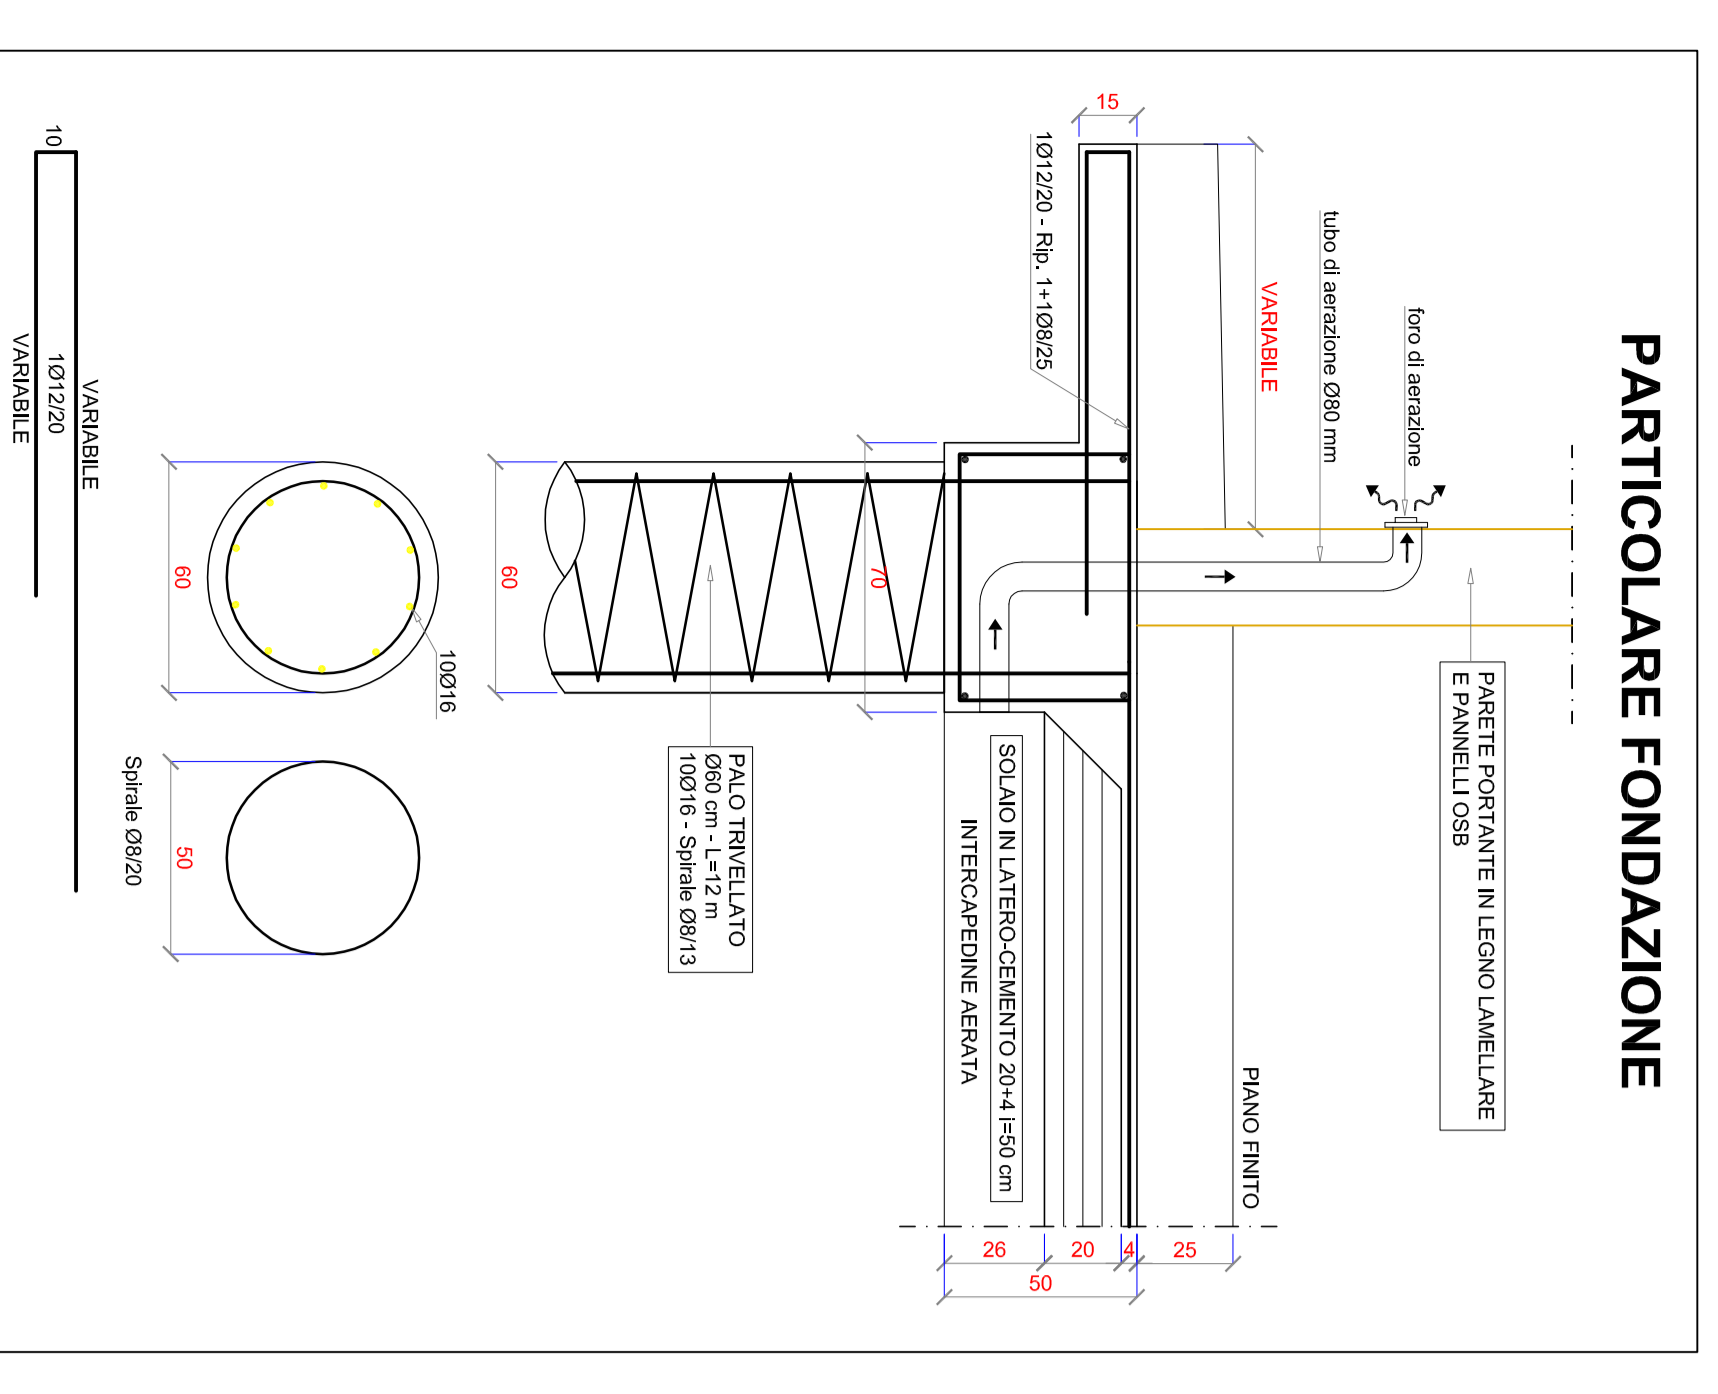 PARTICOLARE FONDAZIONE
foro di aerazione
PARETE PORTANTE IN LEGNO LAMELLARE
E PANNELLI OSB
tubo di aerazione Ø80 mm
VARIABILE
PIANO FINITO
15
1Ø12/20 - Rip. 1+1Ø8/25
25
4
20
26
50
SOLAIO IN LATERO-CEMENTO 20+4 i=50 cm
INTERCAPEDINE AERATA
70
PALO TRIVELLATO
Ø60 cm - L=12 m
10Ø16 - Spirale Ø8/13
60
10Ø16
60
50
Spirale Ø8/20
VARIABILE
10
1Ø12/20
VARIABILE